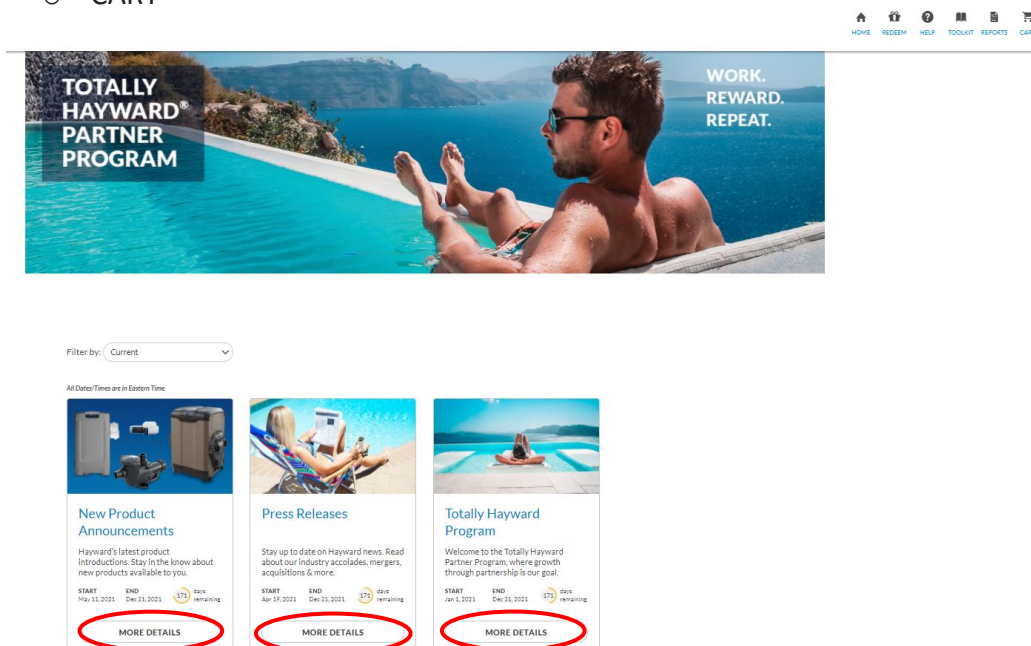 ○ CART
HOME REDEEM HELP TOOLKIT REPORTS CAR
TOTALLY
HAYWARD®
PARTNER
PROGRAM
WORK.
REWARD.
REPEAT.
Filter by: Current
All Dates/Times are in Eastern Time
New Product
Announcements
Hayward's latest product
introductions. Stay in the know about
new products available to you.
START END
May 11, 2021 Dec 31, 2021 171 days remaining
MORE DETAILS
Press Releases
Stay up to date on Hayward news. Read
about our industry accolades, mergers,
acquisitions & more.
START END
Apr 19, 2021 Dec 31, 2021 171 days remaining
MORE DETAILS
Totally Hayward
Program
Welcome to the Totally Hayward
Partner Program, where growth
through partnership is our goal.
START END
Jan 1, 2021 Dec 31, 2021 171 days remaining
MORE DETAILS